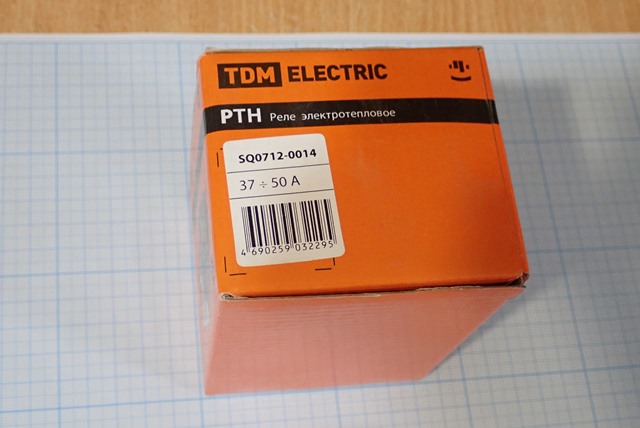 TDM ELECTRIC
РТН Реле электротепловое
SQ0712-0014
37 ÷ 50 А
4 690259 032295